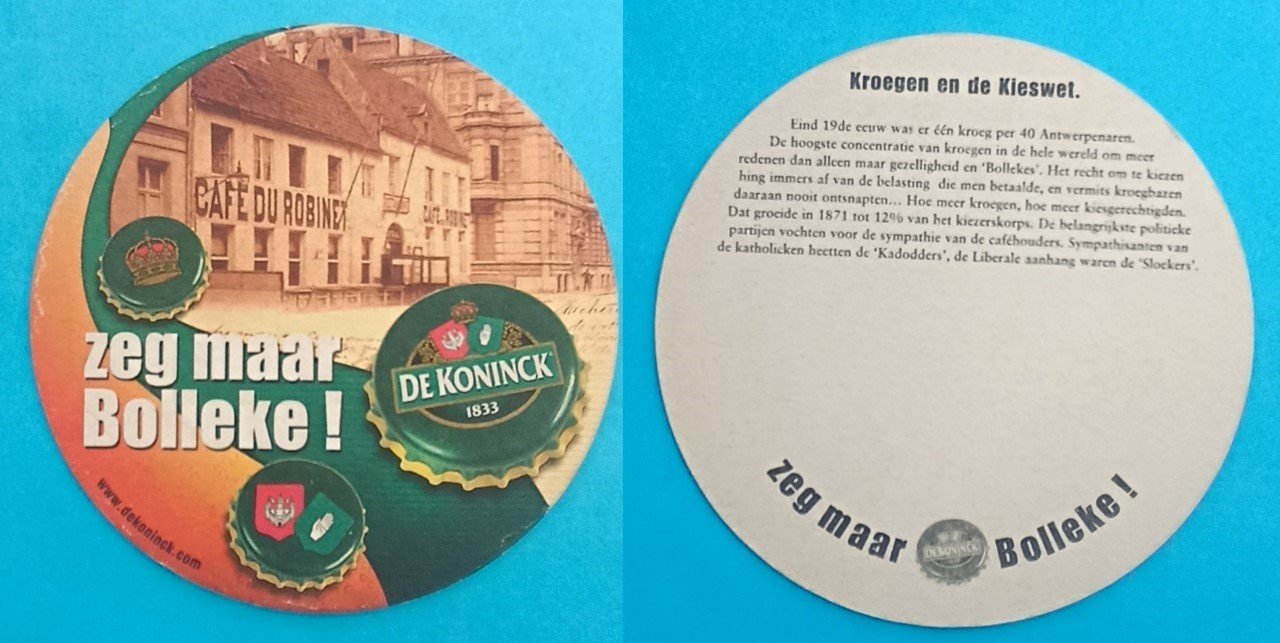 CAFÉ DU ROBINET
CAFÉ ROBINET
zeg maar
Bolleke !
DE KONINCK
1833
www.dekoninck.com
Kroegen en de Kieswet.
Eind 19de eeuw was er één kroeg per 40 Antwerpenaren.
De hoogste concentratie van kroegen in de hele wereld om meer
redenen dan alleen maar gezelligheid en ‘Bollekes’. Het recht om te kiezen
hing immers af van de belasting die men betaalde, en vermits kroegbazen
daaraan nooit ontsnapten... Hoe meer kroegen, hoe meer kiesgerechtigden.
Dat groeide in 1871 tot 12% van het kiezerskorps. De belangrijkste politieke
partijen vochten voor de sympathie van de caféhouders. Sympathisanten van
de katholieken heetten de ‘Kadodders’, de Liberale aanhang waren de ‘Sloekers’.
zeg maar Bolleke !
DE KONINCK